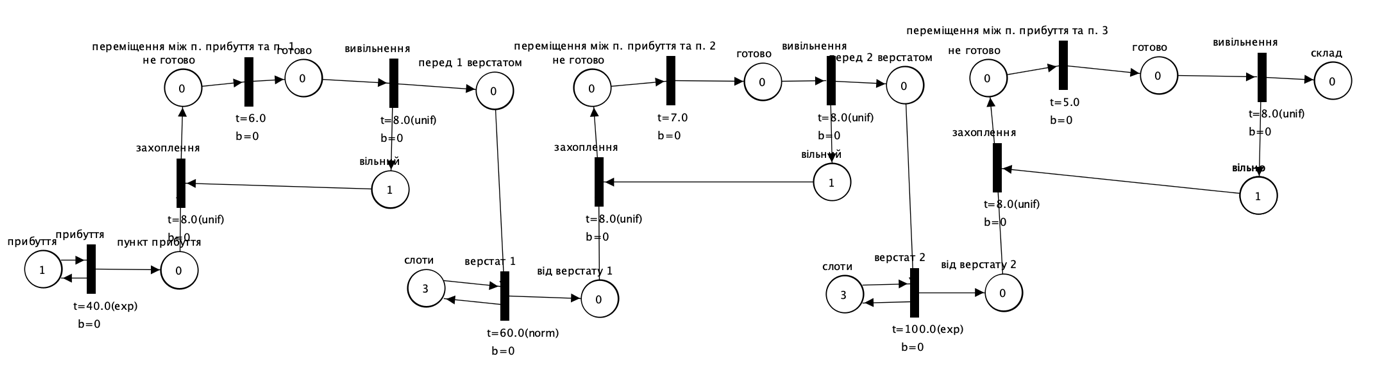 переміщення між п. прибуття та п. 1
готово
не готово
вивільнення
перед 1 верстатом
0
0
0
t=6.0
b=0
t=8.0(unif)
b=0
захоплення
вільний
1
t=8.0(unif)
b=0
прибуття
прибуття
пункт прибуття
1
0
t=40.0(exp)
b=0
слоти
верстат 1
від верстату 1
3
0
t=60.0(norm)
b=0
переміщення між п. прибуття та п. 2
не готово
готово
вивільнення
перед 2 верстатом
0
0
0
t=7.0
b=0
t=8.0(unif)
b=0
захоплення
вільний
1
t=8.0(unif)
b=0
слоти
верстат 2
від верстату 2
3
0
t=100.0(exp)
b=0
переміщення між п. прибуття та п. 3
не готово
готово
вивільнення
склад
0
0
0
t=5.0
b=0
t=8.0(unif)
b=0
захоплення
вільно
1
t=8.0(unif)
b=0